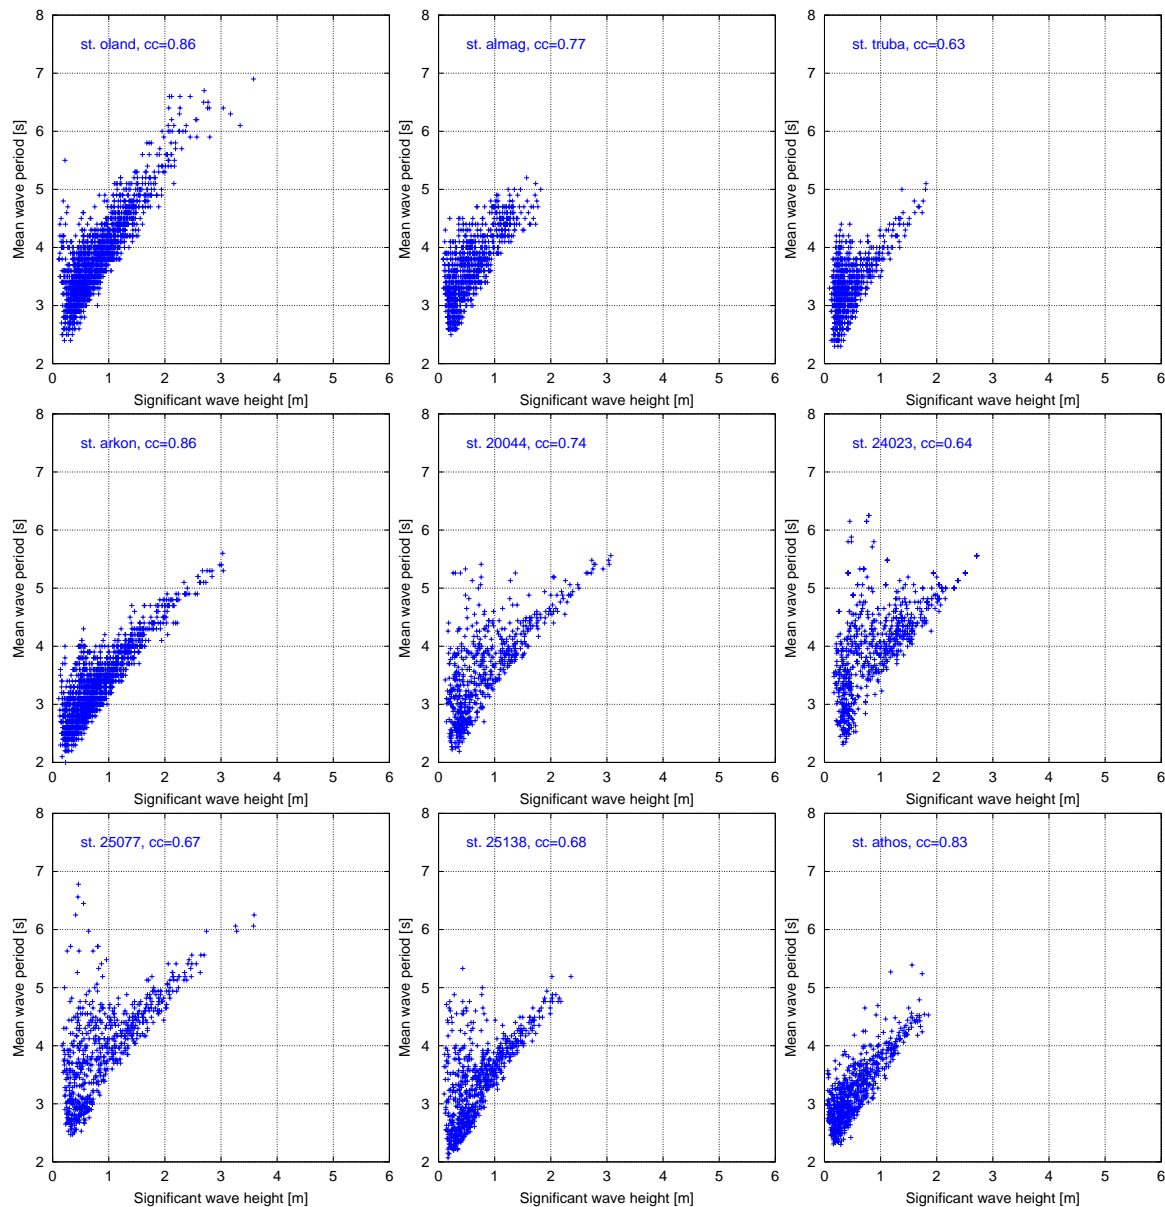 8
7
6
5
4
3
2
0 1 2 3 4 5 6
Mean wave period [s]
Significant wave height [m]
st. oland, cc=0.86
8
7
6
5
4
3
2
0 1 2 3 4 5 6
Mean wave period [s]
Significant wave height [m]
st. almag, cc=0.77
8
7
6
5
4
3
2
0 1 2 3 4 5 6
Mean wave period [s]
Significant wave height [m]
st. truba, cc=0.63
8
7
6
5
4
3
2
0 1 2 3 4 5 6
Mean wave period [s]
Significant wave height [m]
st. arkon, cc=0.86
8
7
6
5
4
3
2
0 1 2 3 4 5 6
Mean wave period [s]
Significant wave height [m]
st. 20044, cc=0.74
8
7
6
5
4
3
2
0 1 2 3 4 5 6
Mean wave period [s]
Significant wave height [m]
st. 24023, cc=0.64
8
7
6
5
4
3
2
0 1 2 3 4 5 6
Mean wave period [s]
Significant wave height [m]
st. 25077, cc=0.67
8
7
6
5
4
3
2
0 1 2 3 4 5 6
Mean wave period [s]
Significant wave height [m]
st. 25138, cc=0.68
8
7
6
5
4
3
2
0 1 2 3 4 5 6
Mean wave period [s]
Significant wave height [m]
st. athos, cc=0.83